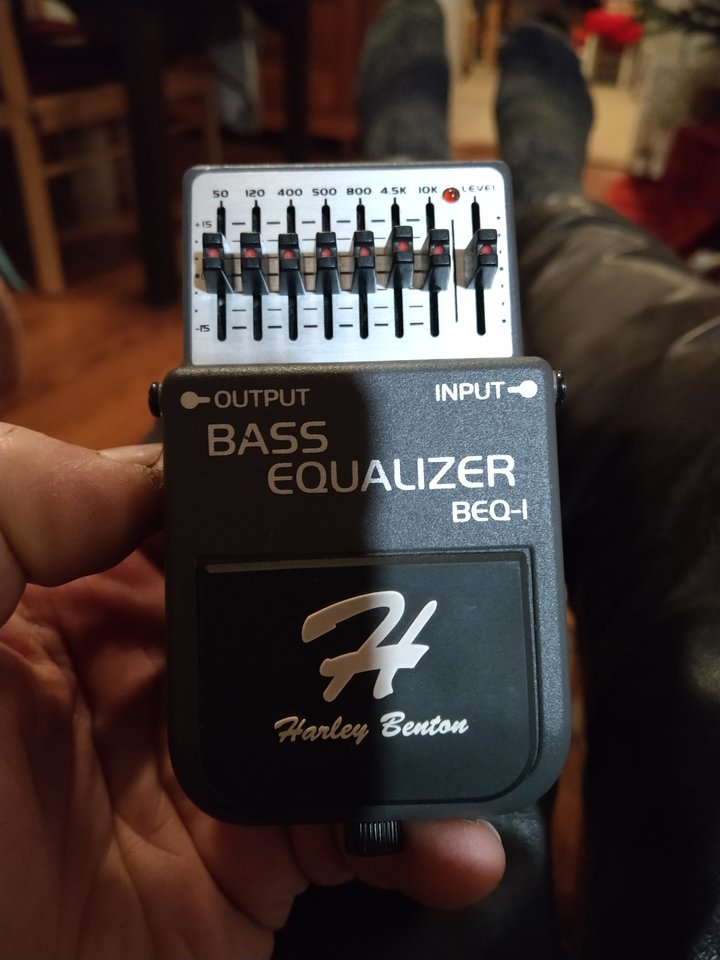 50 120 400 500 800 4.5K 10K LEVEL
+15
-15
OUTPUT INPUT
BASS
EQUALIZER
BEQ-1
H
Harley Benton